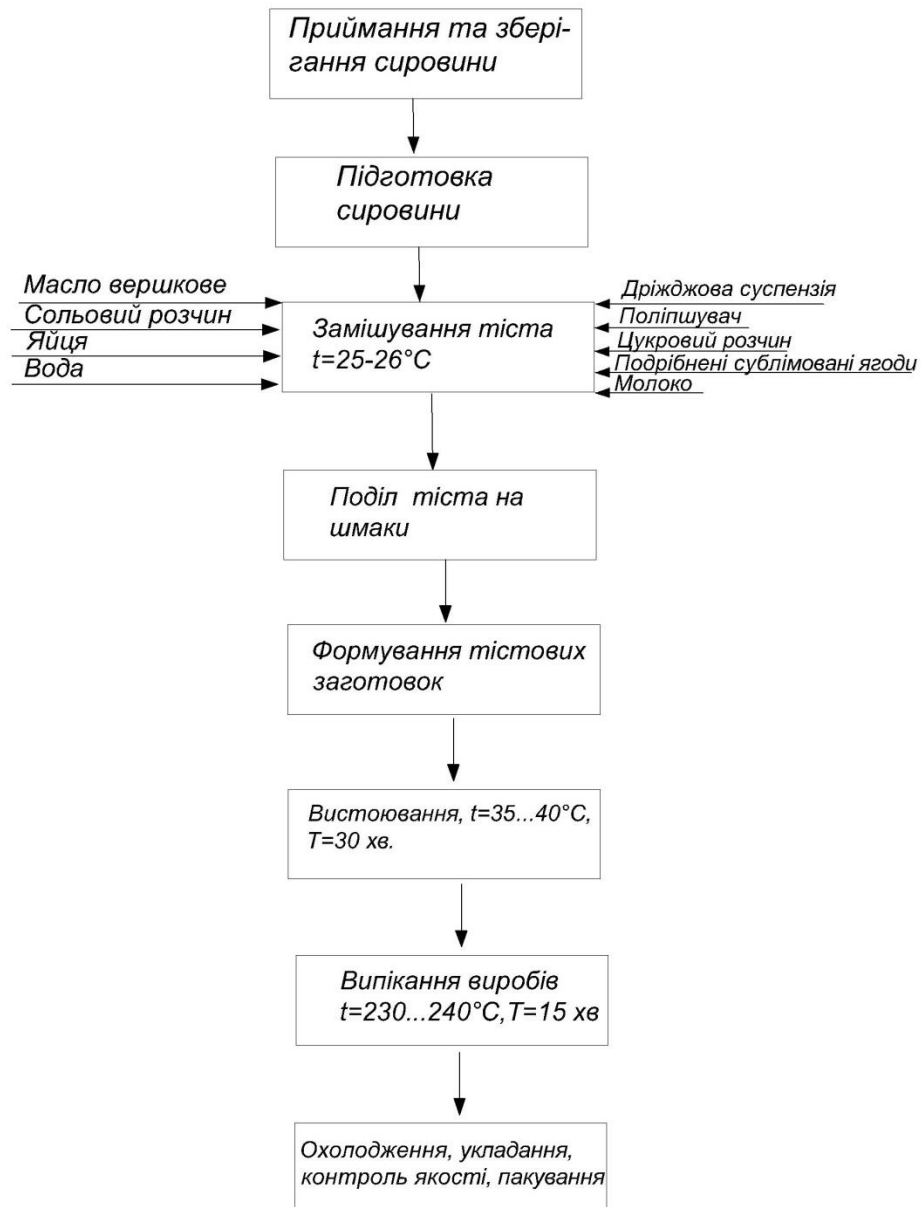 Приймання та збері-
гання сировини
Підготовка
сировини
Масло вершкове
Сольовий розчин
Яйця
Вода
Замішування тіста
t=25-26°C
Дріжджова суспензія
Поліпшувач
Цукровий розчин
Подрібнені субліmовані ягоди
Молоко
Поділ тіста на
шмаки
Формування тістових
заготовок
Вистоювання, t=35...40°C,
T=30 хв.
Випікання виробів
t=230...240°C,T=15 хв
Охолодження, укладання,
контроль якості, пакування